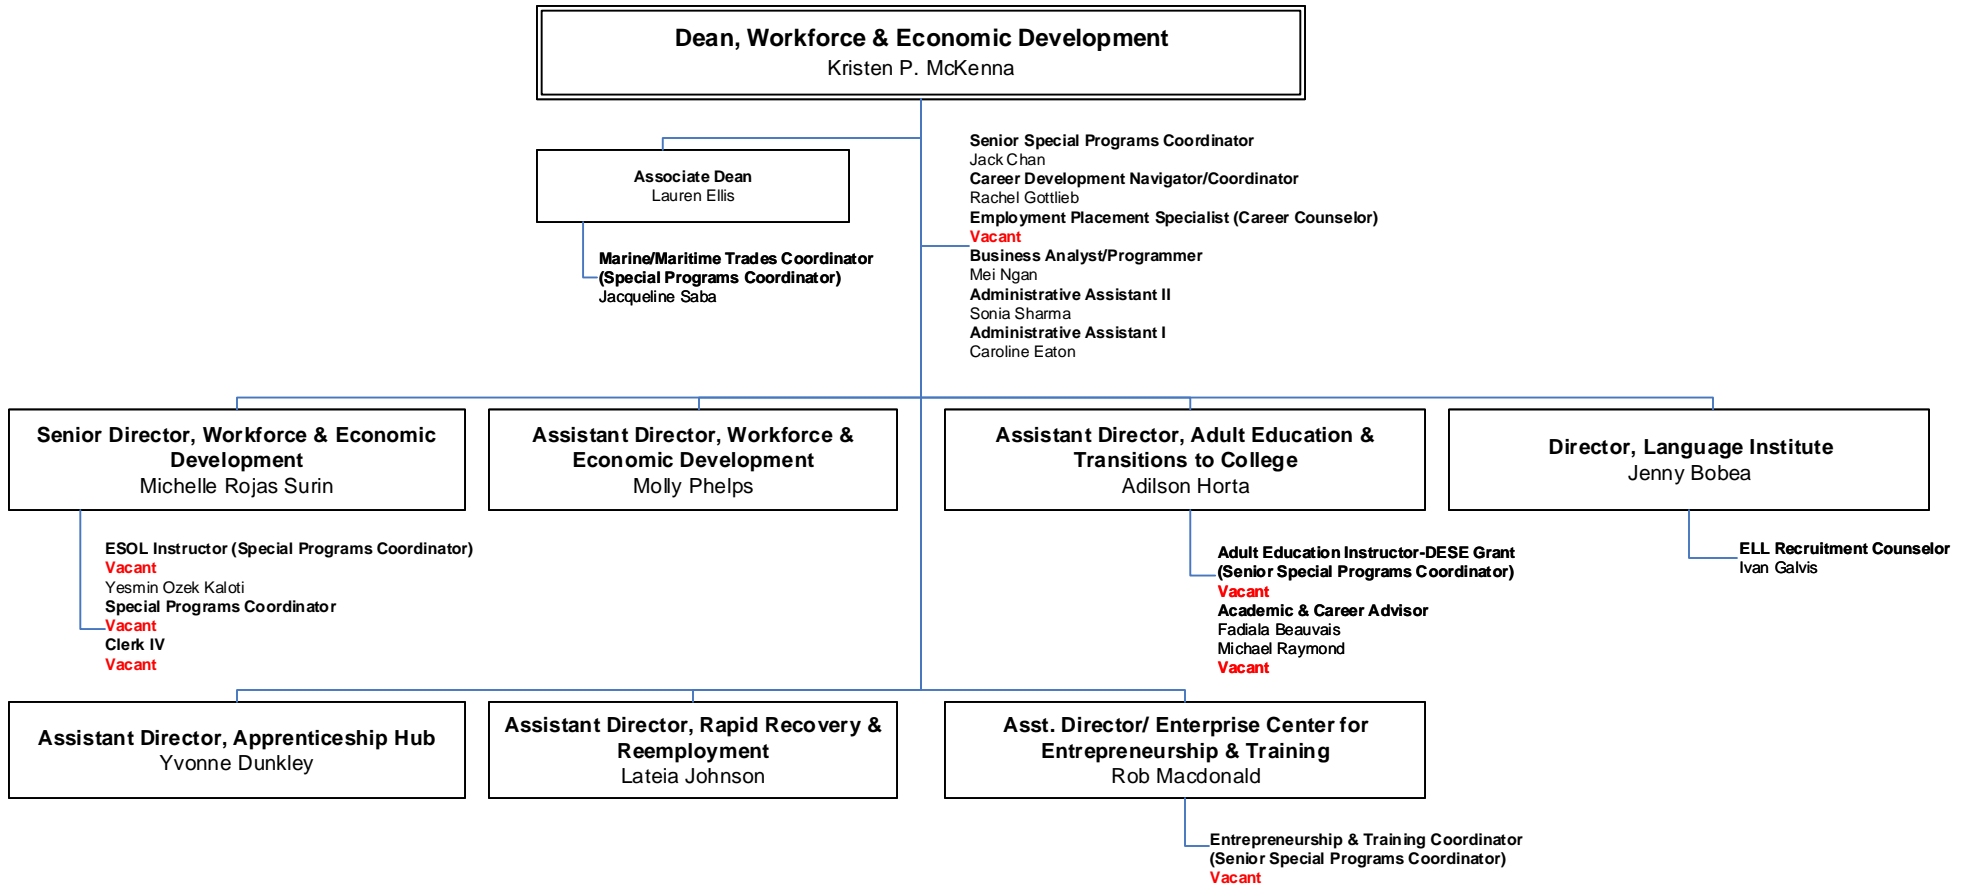 Dean, Workforce & Economic Development
Kristen P. McKenna
Associate Dean
Lauren Ellis
Marine/Maritime Trades Coordinator
(Special Programs Coordinator)
Jacqueline Saba
Senior Special Programs Coordinator
Jack Chan
Career Development Navigator/Coordinator
Rachel Gottlieb
Employment Placement Specialist (Career Counselor)
Vacant
Business Analyst/Programmer
Mei Ngan
Administrative Assistant II
Sonia Sharma
Administrative Assistant I
Caroline Eaton
Senior Director, Workforce & Economic
Development
Michelle Rojas Surin
ESOL Instructor (Special Programs Coordinator)
Vacant
Yesmin Ozek Kaloti
Special Programs Coordinator
Vacant
Clerk IV
Vacant
Assistant Director, Workforce &
Economic Development
Molly Phelps
Assistant Director, Adult Education &
Transitions to College
Adilson Horta
Adult Education Instructor-DESE Grant
(Senior Special Programs Coordinator)
Vacant
Academic & Career Advisor
Fadiala Beauvais
Michael Raymond
Vacant
Director, Language Institute
Jenny Bobea
ELL Recruitment Counselor
Ivan Galvis
Assistant Director, Apprenticeship Hub
Yvonne Dunkley
Assistant Director, Rapid Recovery &
Reemployment
Lateia Johnson
Asst. Director/ Enterprise Center for
Entrepreneurship & Training
Rob Macdonald
Entrepreneurship & Training Coordinator
(Senior Special Programs Coordinator)
Vacant